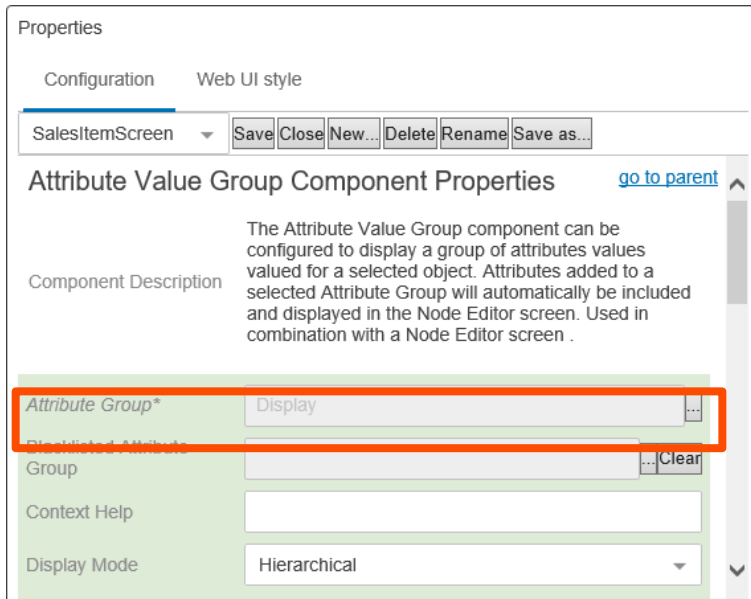 Properties
Configuration Web UI style
SalesItemScreen Save Close New... Delete Rename Save as...
Attribute Value Group Component Properties go to parent
The Attribute Value Group component can be
configured to display a group of attributes values
valued for a selected object. Attributes added to a
Component Description selected Attribute Group will automatically be included
and displayed in the Node Editor screen. Used in
combination with a Node Editor screen .
Attribute Group* Display ...
Blacklisted Attribute
Group ... Clear
Context Help
Display Mode Hierarchical